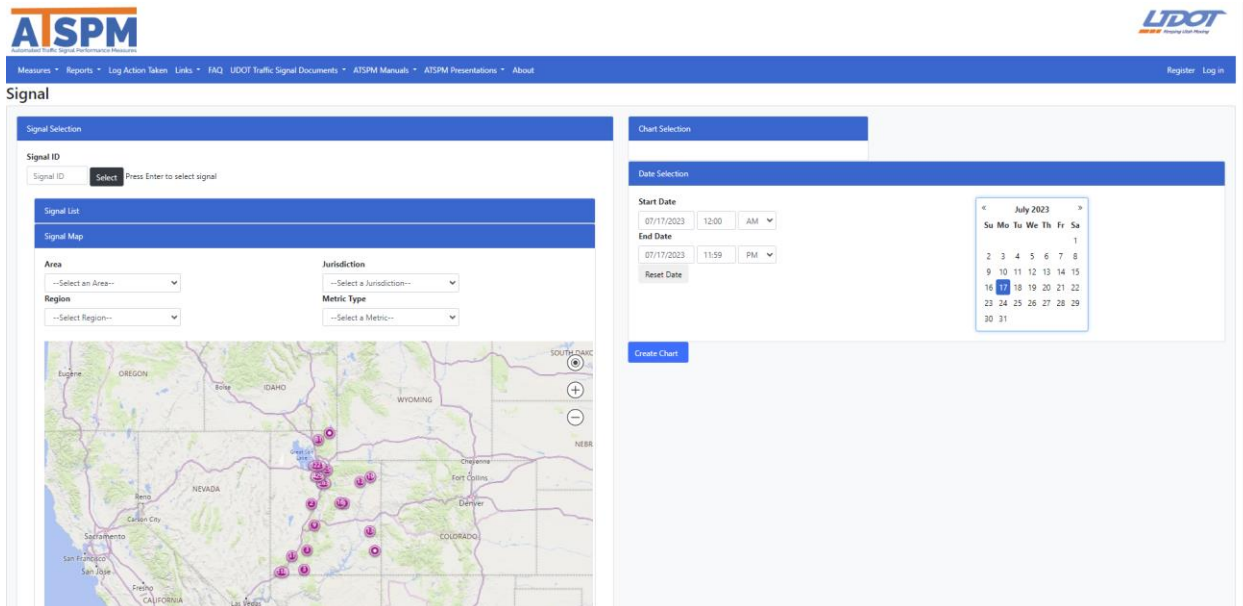 ATSPM
Automated Traffic Signal Performance Measures
UDOT
Keeping Utah Moving
Measures Reports Log Action Taken Links FAQ UDOT Traffic Signal Documents ATSPM Manuals ATSPM Presentations About Register Log in
Signal
Signal Selection
Signal ID
Signal ID Select Press Enter to select signal
Signal List
Signal Map
Area Jurisdiction
--Select an Area-- --Select a Jurisdiction--
Region Metric Type
--Select Region-- --Select a Metric--
SOUTH DAKO
Eugene OREGON
Boise IDAHO
WYOMING
NEBR
Great Salt
Lake
Cheyenne
Fort Collins
NEVADA
Reno
Denver
Carson City
Sacramento
COLORADO
San Francisco
San Jose
Fresno
CALIFORNIA
Las Vegas
Chart Selection
Date Selection
Start Date
07/17/2023 12:00 AM
End Date
07/17/2023 11:59 PM
Reset Date
« July 2023 »
Su Mo Tu We Th Fr Sa
1
2 3 4 5 6 7 8
9 10 11 12 13 14 15
16 17 18 19 20 21 22
23 24 25 26 27 28 29
30 31
Create Chart